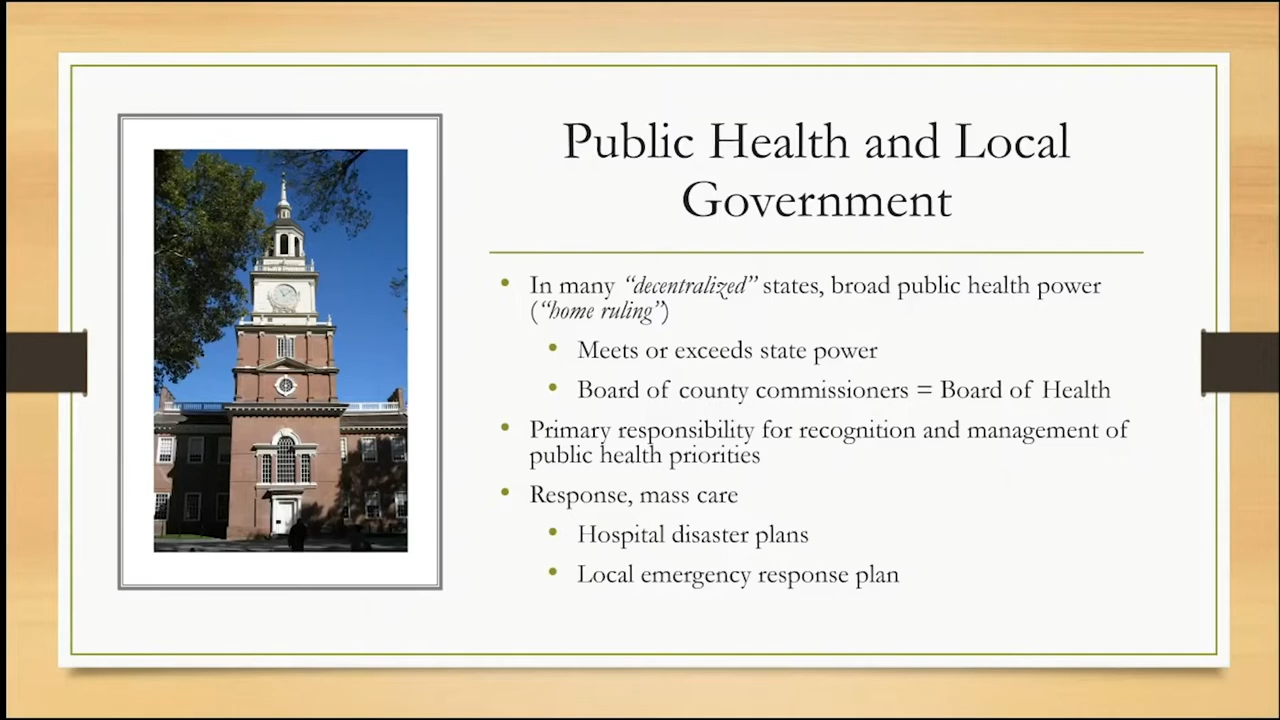 Public Health and Local
Government
• In many “decentralized” states, broad public health power
(“home ruling”)
• Meets or exceeds state power
• Board of county commissioners = Board of Health
• Primary responsibility for recognition and management of
public health priorities
• Response, mass care
• Hospital disaster plans
• Local emergency response plan